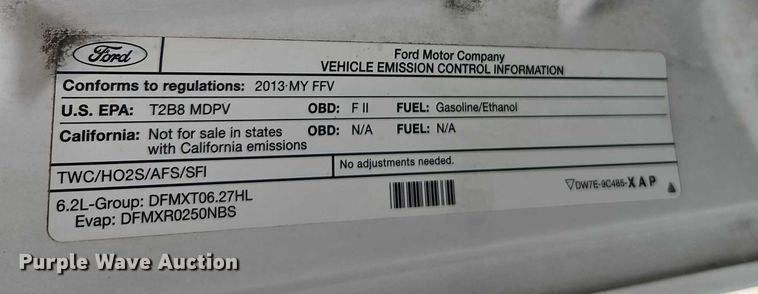 Ford
Ford Motor Company
VEHICLE EMISSION CONTROL INFORMATION
Conforms to regulations: 2013 MY FFV
U.S. EPA: T2B8 MDPV OBD: F II FUEL: Gasoline/Ethanol
California: Not for sale in states with California emissions OBD: N/A FUEL: N/A
TWC/HO2S/AFS/SFI
No adjustments needed.
6.2L-Group: DFMXT06.27HL
Evap: DFMXR0250NBS
DW7E-9C485-XAP
Purple Wave Auction